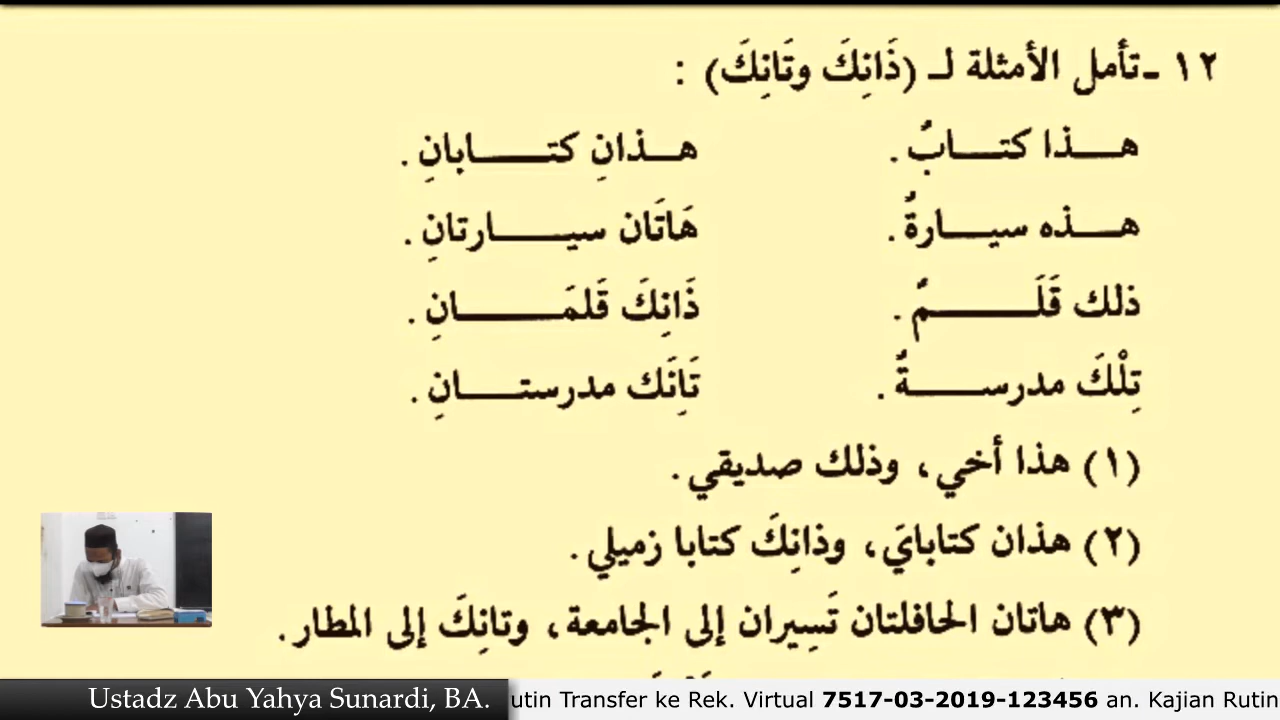 ١٢ - تأمل الأمثلة لـ (ذَانِكَ وتَانِكَ) :
هـــذا كتـــابٌ . هـــذانِ كتـــابانِ .
هـــذه سيـــارةٌ . هَاتَان سيـــارتانِ .
ذلك قَلَـــمٌ . ذَانِكَ قَلمَـــانِ .
تِلْكَ مدرســـةٌ . تَانِكَ مدرستـــانِ .
(١) هذا أخي، وذلك صديقي .
(٢) هذان كتابايَ، وذانِكَ كتابا زميلي .
(٣) هاتان الحافلتان تَسِيران إلى الجامعة، وتانِكَ إلى المطار .
Ustadz Abu Yahya Sunardi, BA. utin Transfer ke Rek. Virtual 7517-03-2019-123456 an. Kajian Rutin